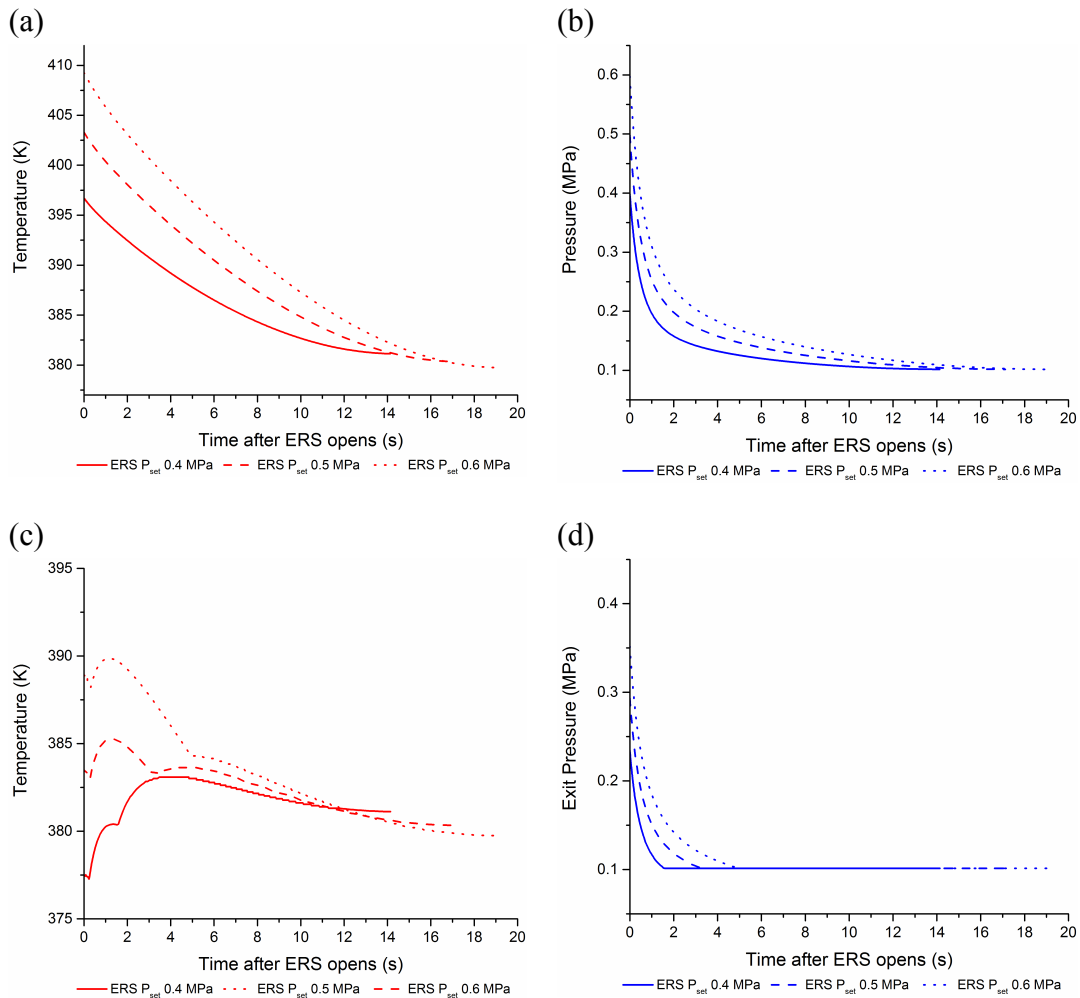 (a)
410
405
400
395
390
385
380
Temperature (K)
0 2 4 6 8 10 12 14 16 18 20
Time after ERS opens (s)
ERS Pset 0.4 MPa ERS Pset 0.5 MPa ERS Pset 0.6 MPa
(b)
0.6
0.5
0.4
0.3
0.2
0.1
Pressure (MPa)
0 2 4 6 8 10 12 14 16 18 20
Time after ERS opens (s)
ERS Pset 0.4 MPa ERS Pset 0.5 MPa ERS Pset 0.6 MPa
(c)
395
390
385
380
375
Temperature (K)
0 2 4 6 8 10 12 14 16 18 20
Time after ERS opens (s)
ERS Pset 0.4 MPa ERS Pset 0.5 MPa ERS Pset 0.6 MPa
(d)
0.4
0.3
0.2
0.1
Exit Pressure (MPa)
0 2 4 6 8 10 12 14 16 18 20
Time after ERS opens (s)
ERS Pset 0.4 MPa ERS Pset 0.5 MPa ERS Pset 0.6 MPa